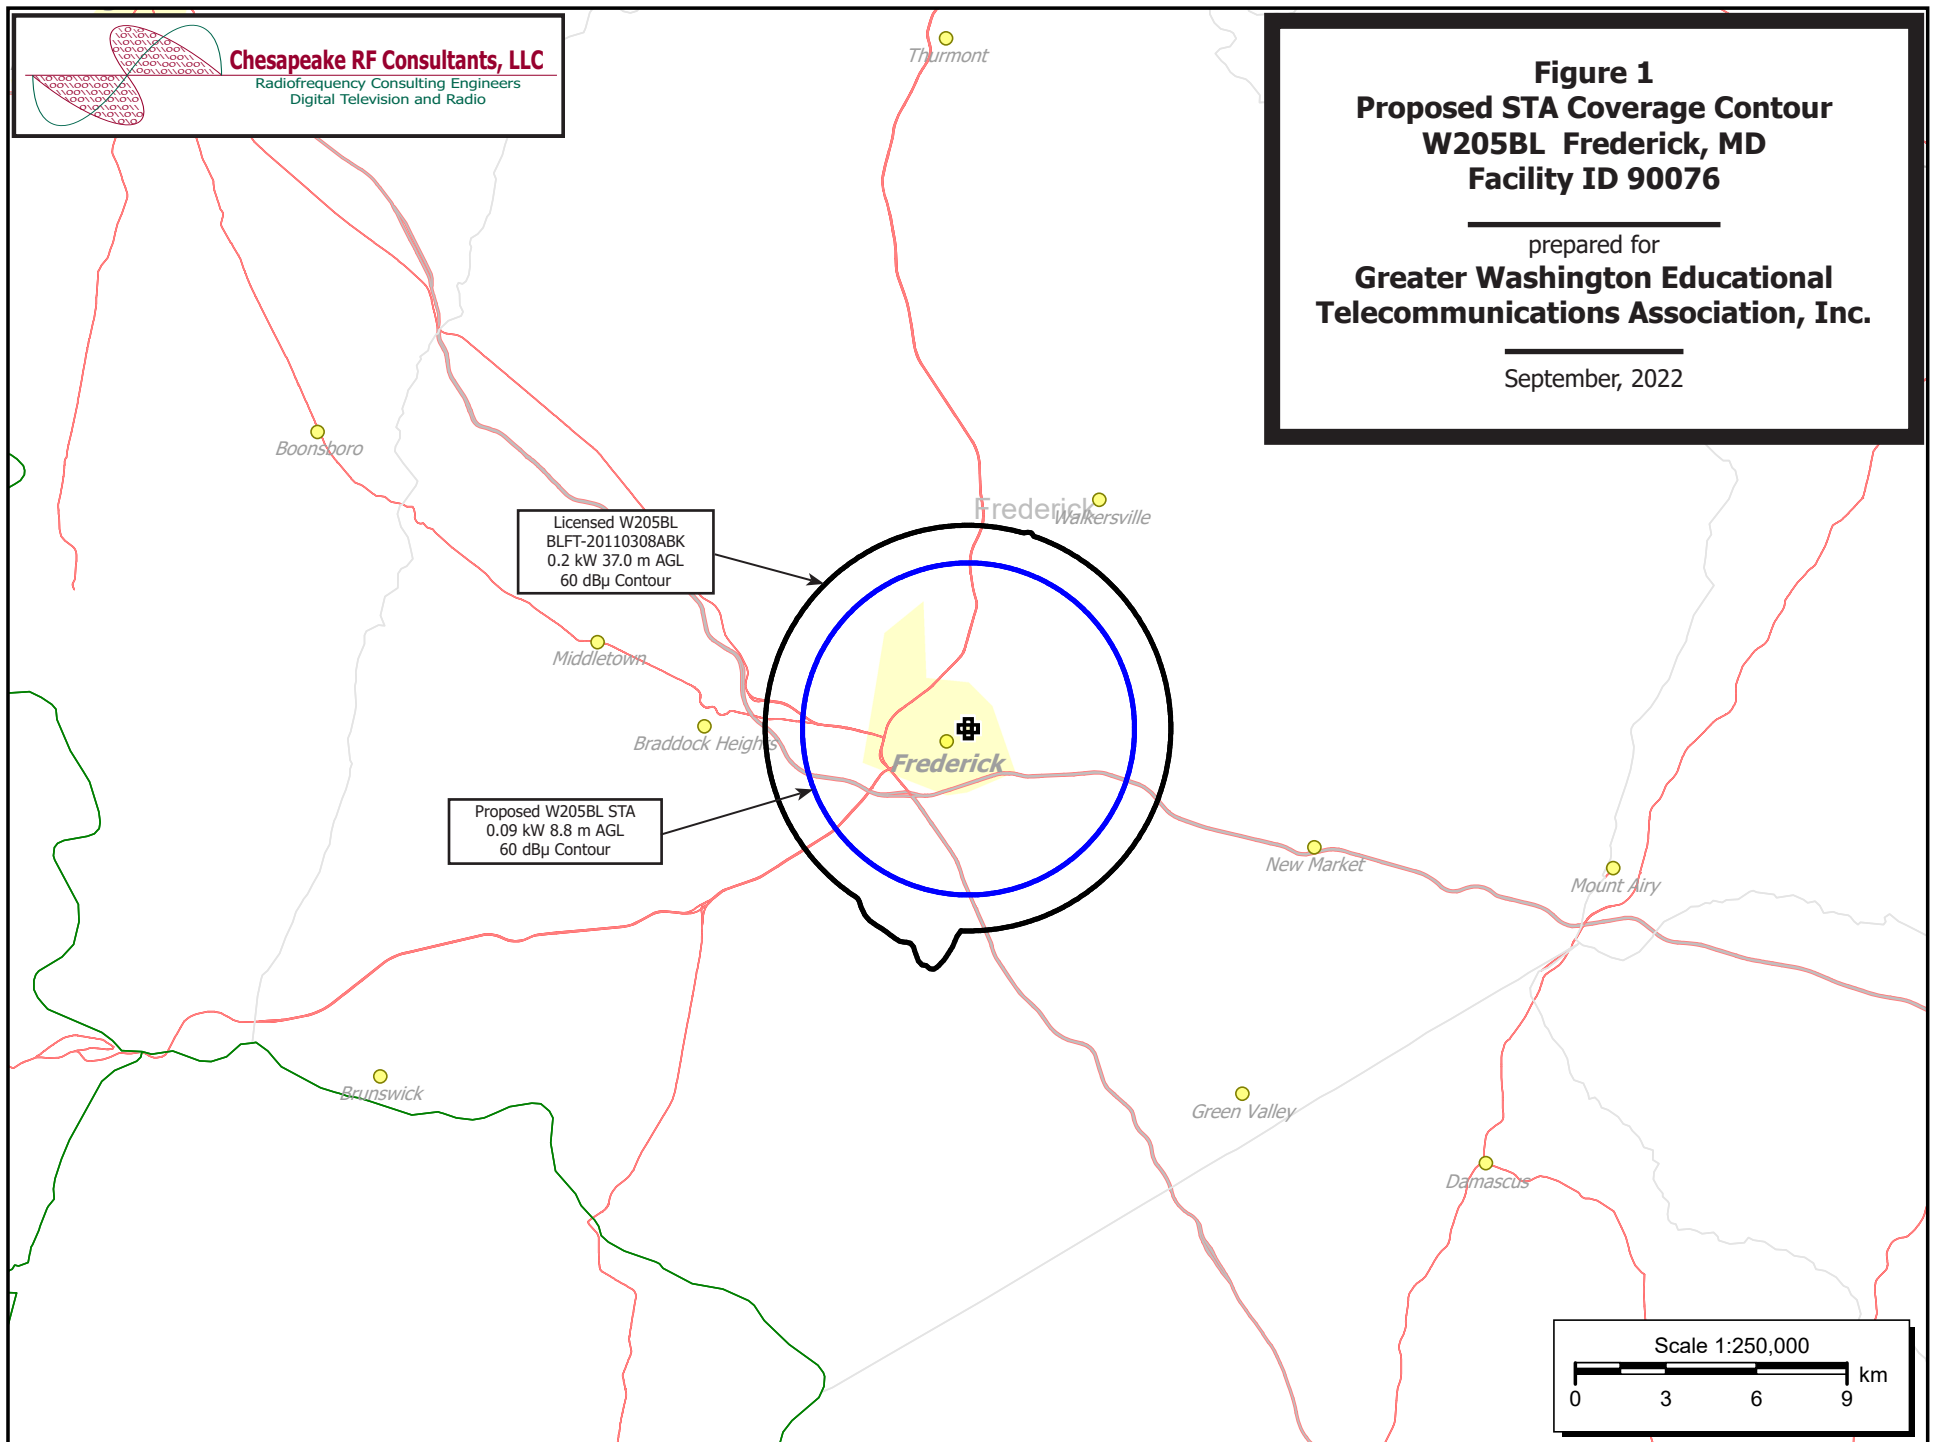 Chesapeake RF Consultants, LLC
Radiofrequency Consulting Engineers
Digital Television and Radio
Figure 1
Proposed STA Coverage Contour
W205BL Frederick, MD
Facility ID 90076
prepared for
Greater Washington Educational
Telecommunications Association, Inc.
September, 2022
Thurmont
Boonsboro
Frederick
Walkersville
Licensed W205BL
BLFT-20110308ABK
0.2 kW 37.0 m AGL
60 dBμ Contour
Middletown
Braddock Heights
Frederick
Proposed W205BL STA
0.09 kW 8.8 m AGL
60 dBμ Contour
New Market
Mount Airy
Brunswick
Green Valley
Damascus
Scale 1:250,000
km
0 3 6 9